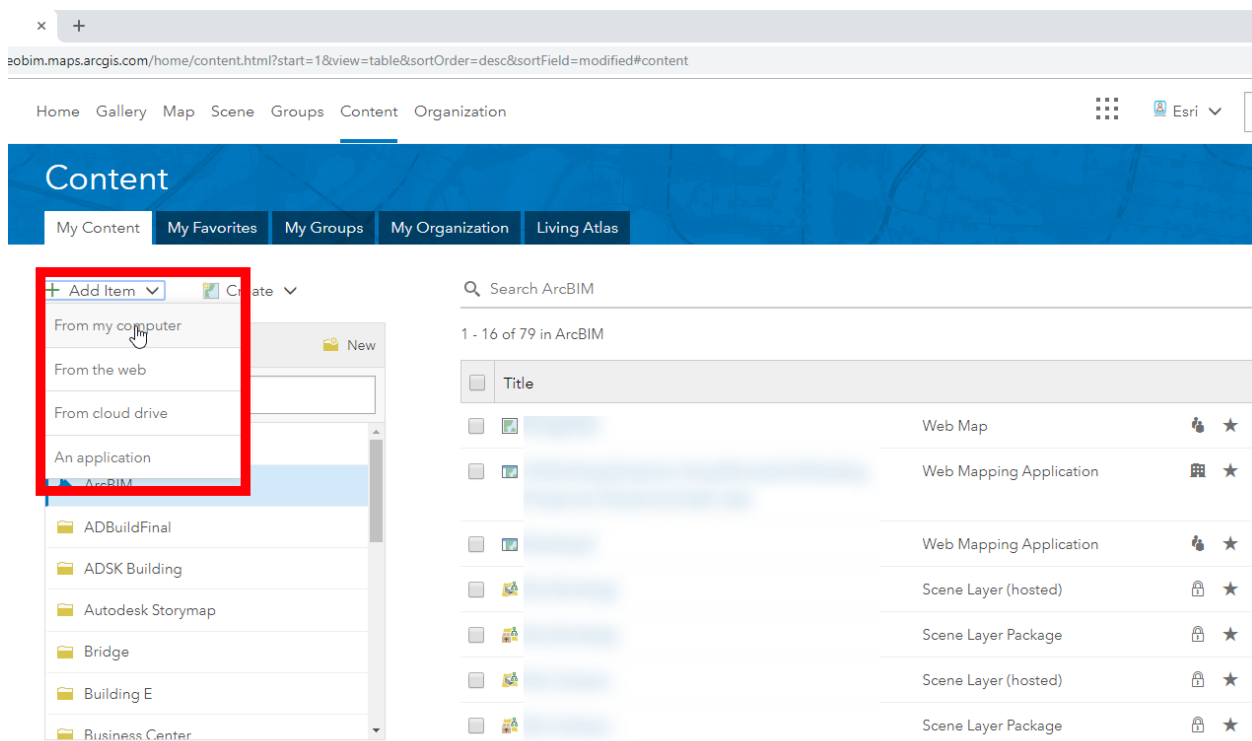 × +
eobim.maps.arcgis.com/home/content.html?start=1&view=table&sortOrder=desc&sortField=modified#content
Home Gallery Map Scene Groups Content Organization Esri
Content
My Content My Favorites My Groups My Organization Living Atlas
+ Add Item Create
Search ArcBIM
From my computer
1 - 16 of 79 in ArcBIM
New
From the web
Title
From cloud drive
Web Map
An application
Web Mapping Application
ArcBIM
ADBuildFinal
Web Mapping Application
ADSK Building
Scene Layer (hosted)
Autodesk Storymap
Scene Layer Package
Bridge
Scene Layer (hosted)
Building E
Scene Layer Package
Business Center